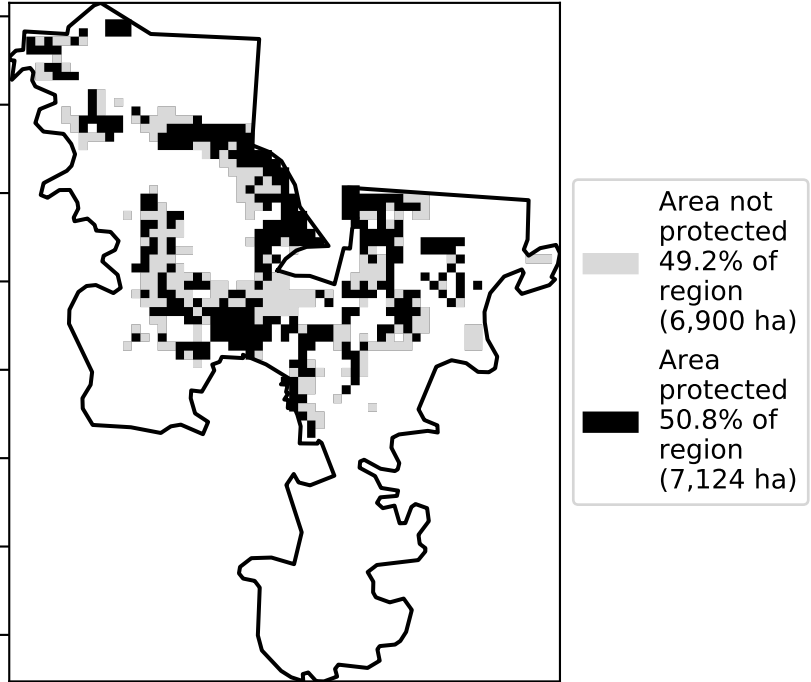 Area not
protected
49.2% of
region
(6,900 ha)
Area
protected
50.8% of
region
(7,124 ha)